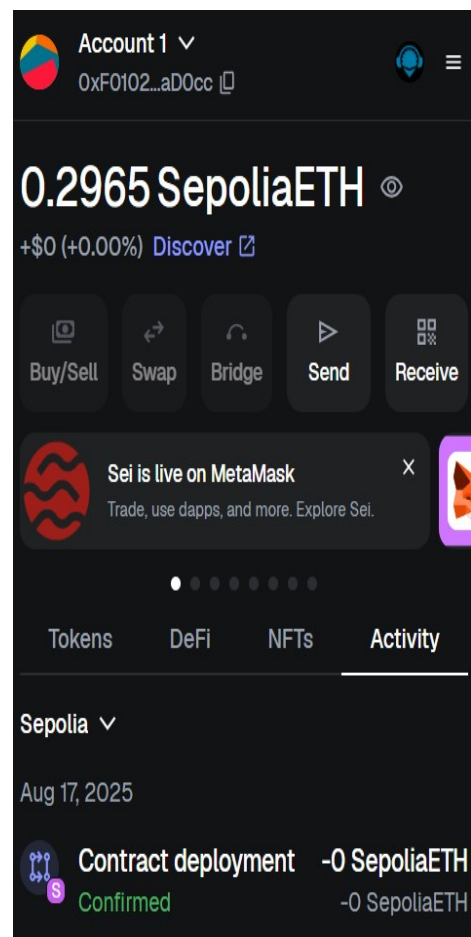 Account 1
0xF0102...aD0cc
0.2965 SepoliaETH
+$0 (+0.00%) Discover
Buy/Sell Swap Bridge Send Receive
Sei is live on MetaMask
Trade, use dapps, and more. Explore Sei.
Tokens DeFi NFTs Activity
Sepolia
Aug 17, 2025
Contract deployment -0 SepoliaETH
S
Confirmed -0 SepoliaETH